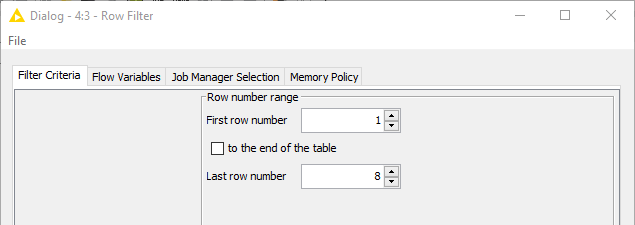 Dialog - 4:3 - Row Filter
File
Filter Criteria Flow Variables Job Manager Selection Memory Policy
Row number range
First row number 1
to the end of the table
Last row number 8